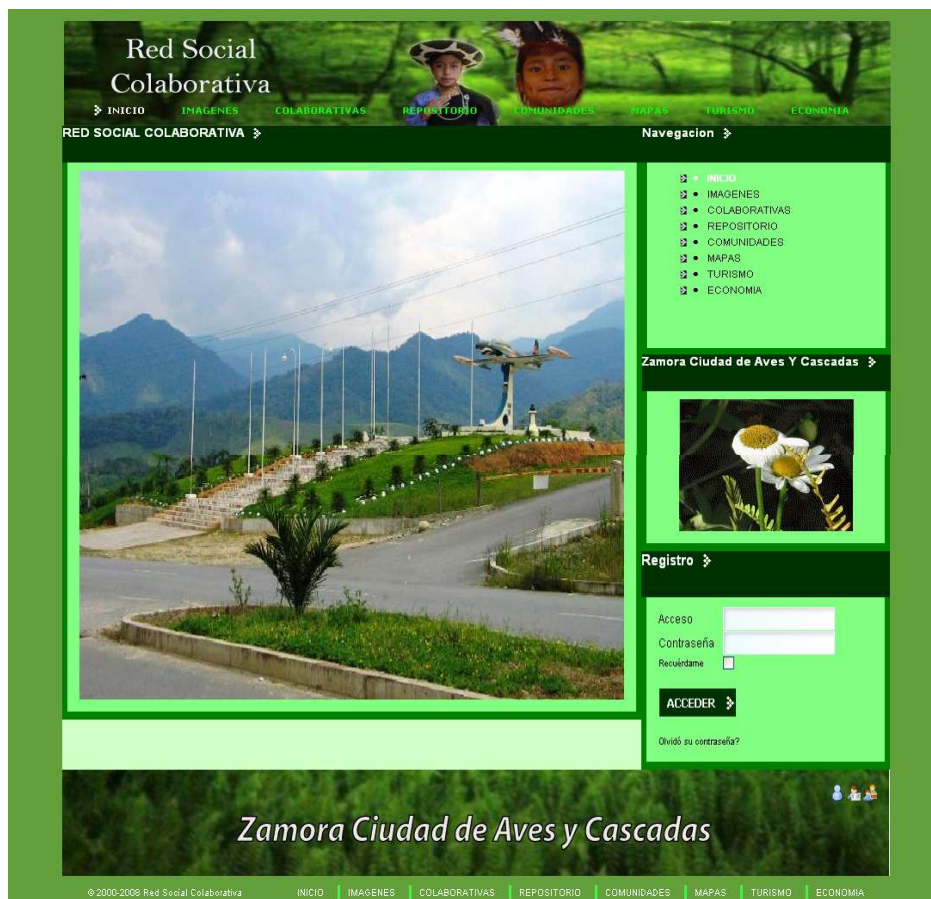 Red Social
Colaborativa
INICIO IMAGENES COLABORATIVAS REPOSITORIO COMUNIDADES MAPAS TURISMO ECONOMIA
RED SOCIAL COLABORATIVA
Navegacion
• INICIO
• IMAGENES
• COLABORATIVAS
• REPOSITORIO
• COMUNIDADES
• MAPAS
• TURISMO
• ECONOMIA
Zamora Ciudad de Aves Y Cascadas
Registro
Acceso
Contraseña
Recuérdame
ACCEDER
Olvidó su contraseña?
Zamora Ciudad de Aves y Cascadas
© 2000-2008 Red Social Colaborativa INICIO IMAGENES COLABORATIVAS REPOSITORIO COMUNIDADES MAPAS TURISMO ECONOMIA